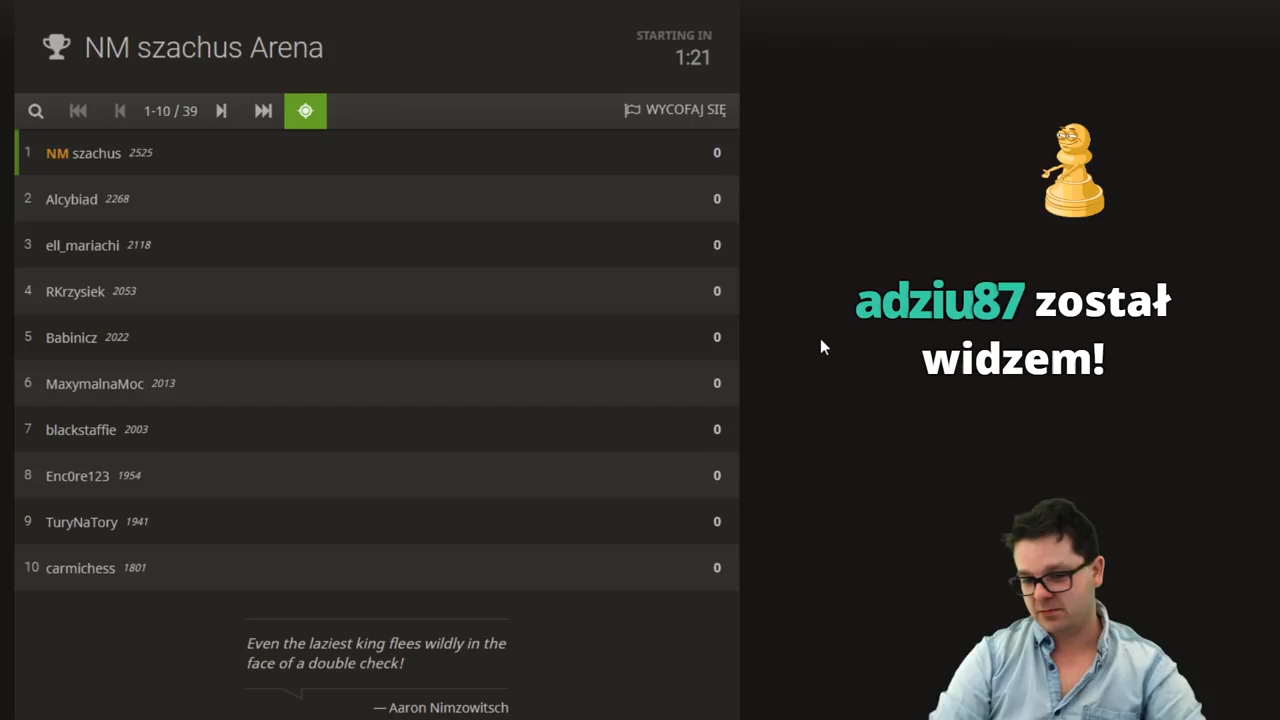 NM szachus Arena
STARTING IN
1:21
1-10 / 39
WYCOFAJ SIĘ
1 NM szachus 2525 0
2 Alcybiad 2268 0
3 ell_mariachi 2118 0
4 RKrzysiek 2053 0
5 Babinicz 2022 0
6 MaxymalnaMoc 2013 0
7 blackstaffie 2003 0
8 Enc0re123 1954 0
9 TuryNaTory 1941 0
10 carmichess 1801 0
Even the laziest king flees wildly in the
face of a double check!
— Aaron Nimzowitsch
adziu87 został
widzem!